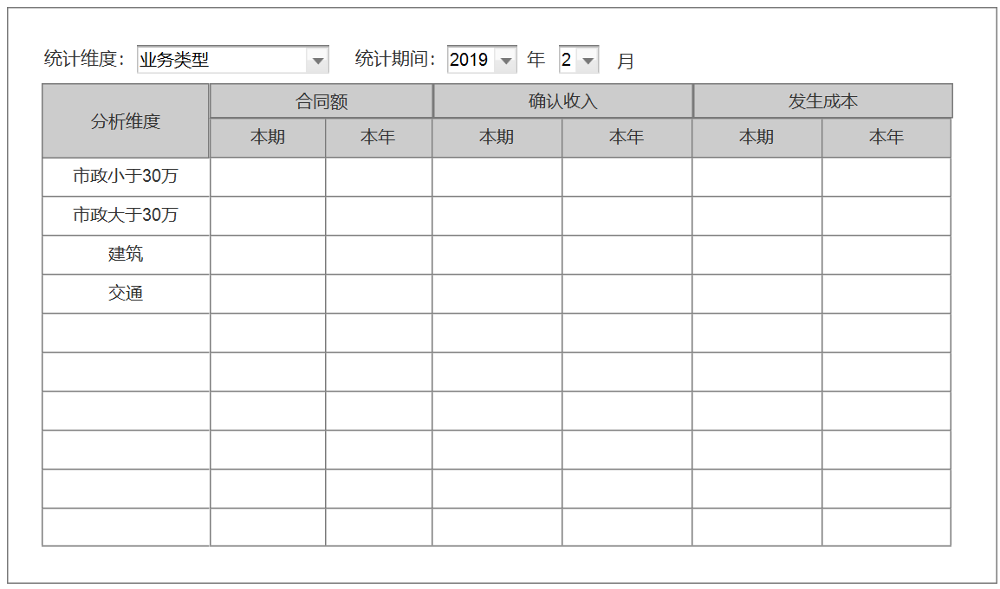 统计维度： 业务类型 统计期间： 2019 年 2 月
分析维度 合同额 确认收入 发生成本
本期 本年 本期 本年 本期 本年
市政小于30万
市政大于30万
建筑
交通